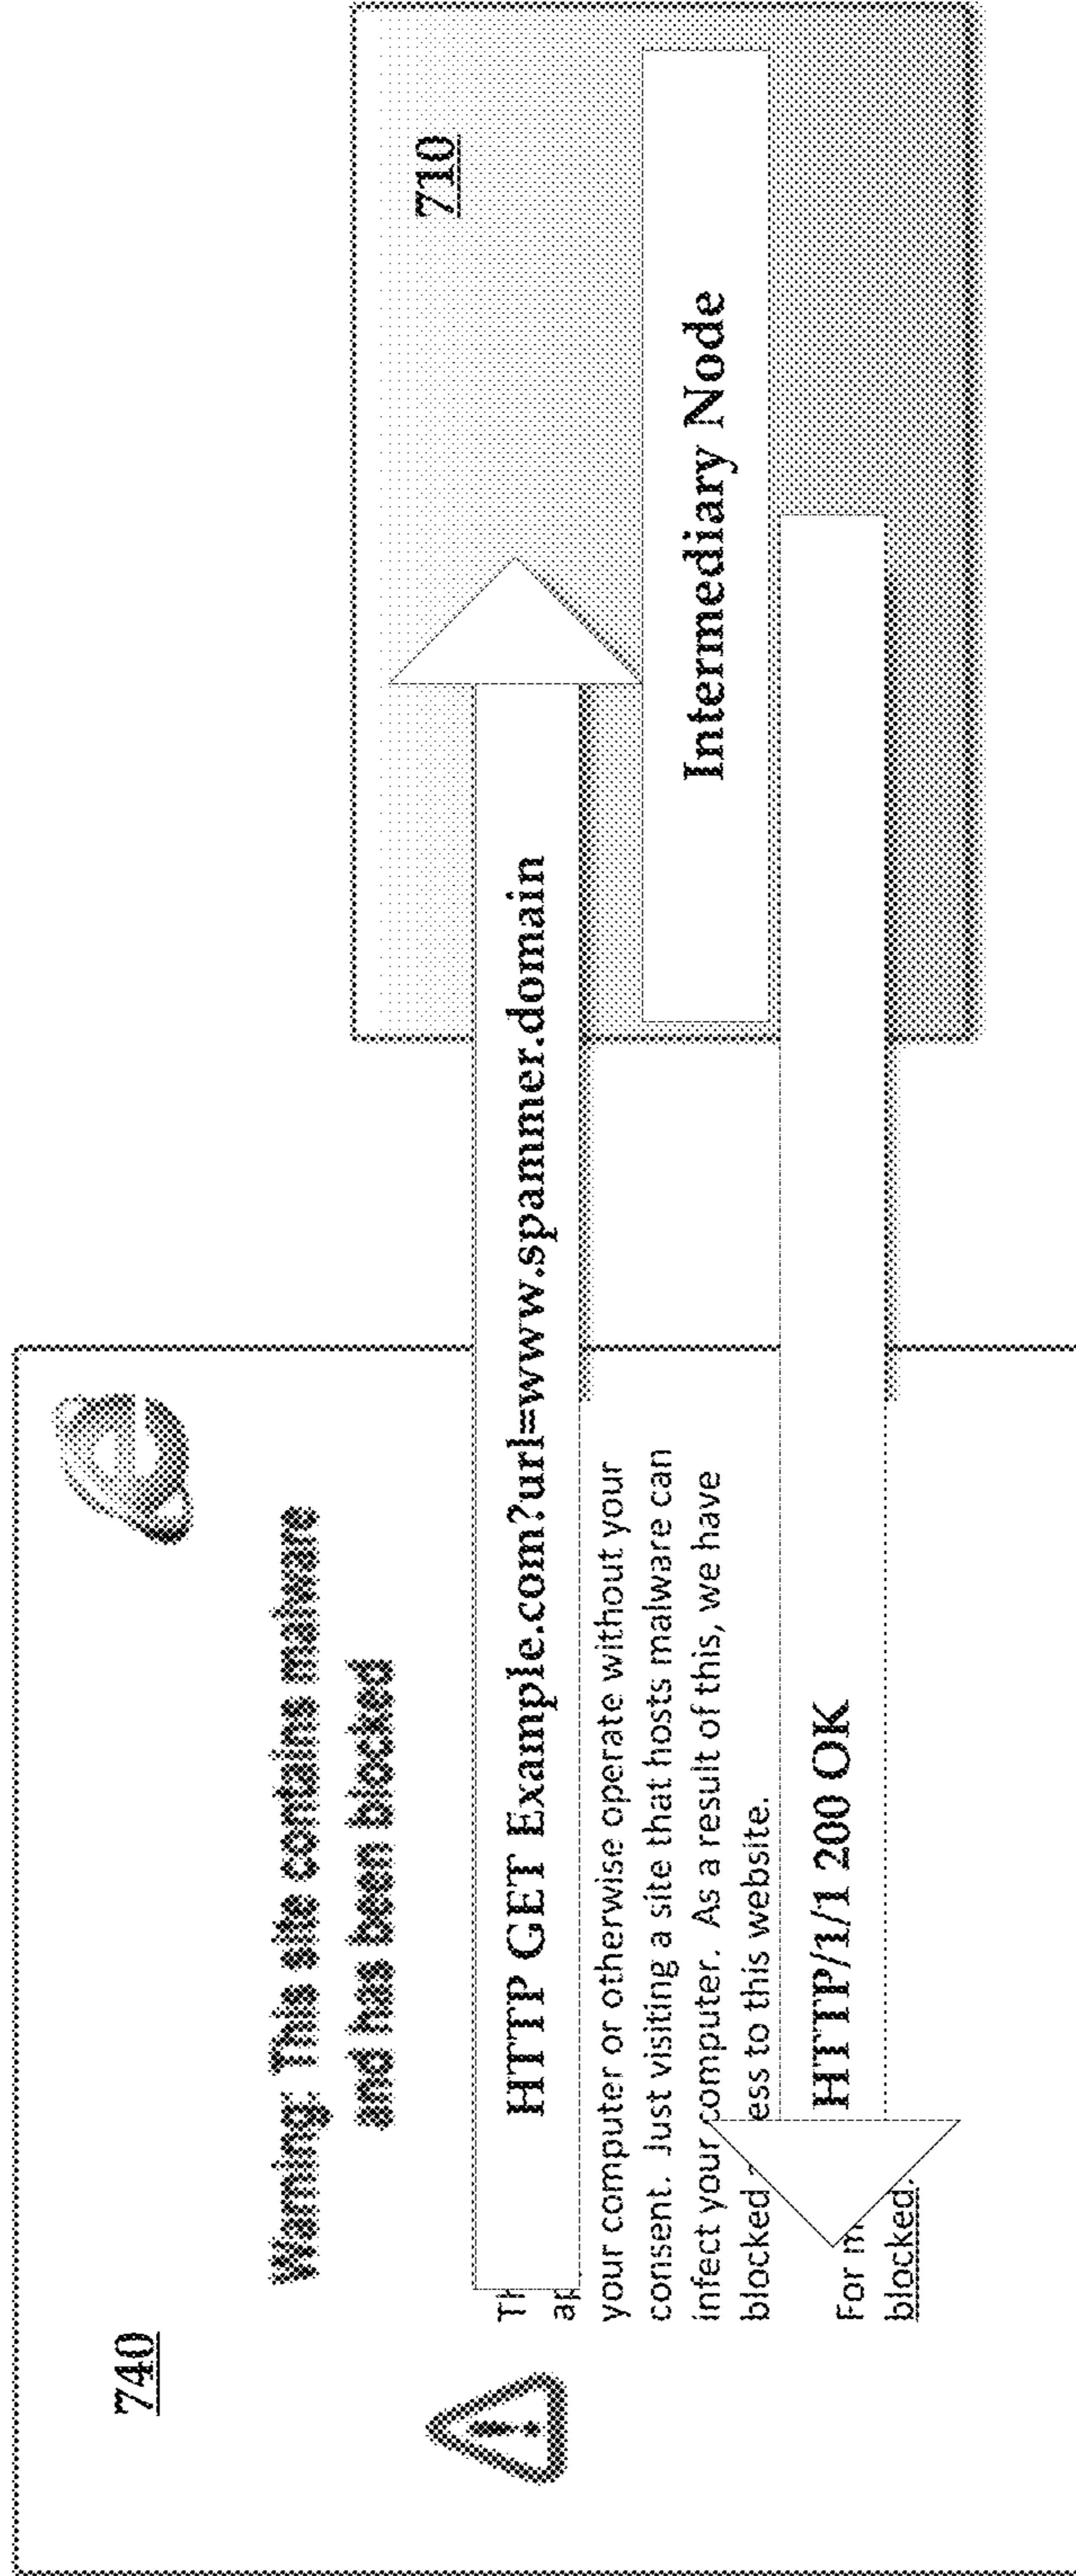 740
Warning: This site contains malware
and has been blocked
HTTP GET Example.com?url=www.spammer.domain
your computer or otherwise operate without your
consent. Just visiting a site that hosts malware can
infect your computer. As a result of this, we have
blocked ess to this website.
HTTP/1/1 200 OK
For m
blocked.
710
Intermediary Node